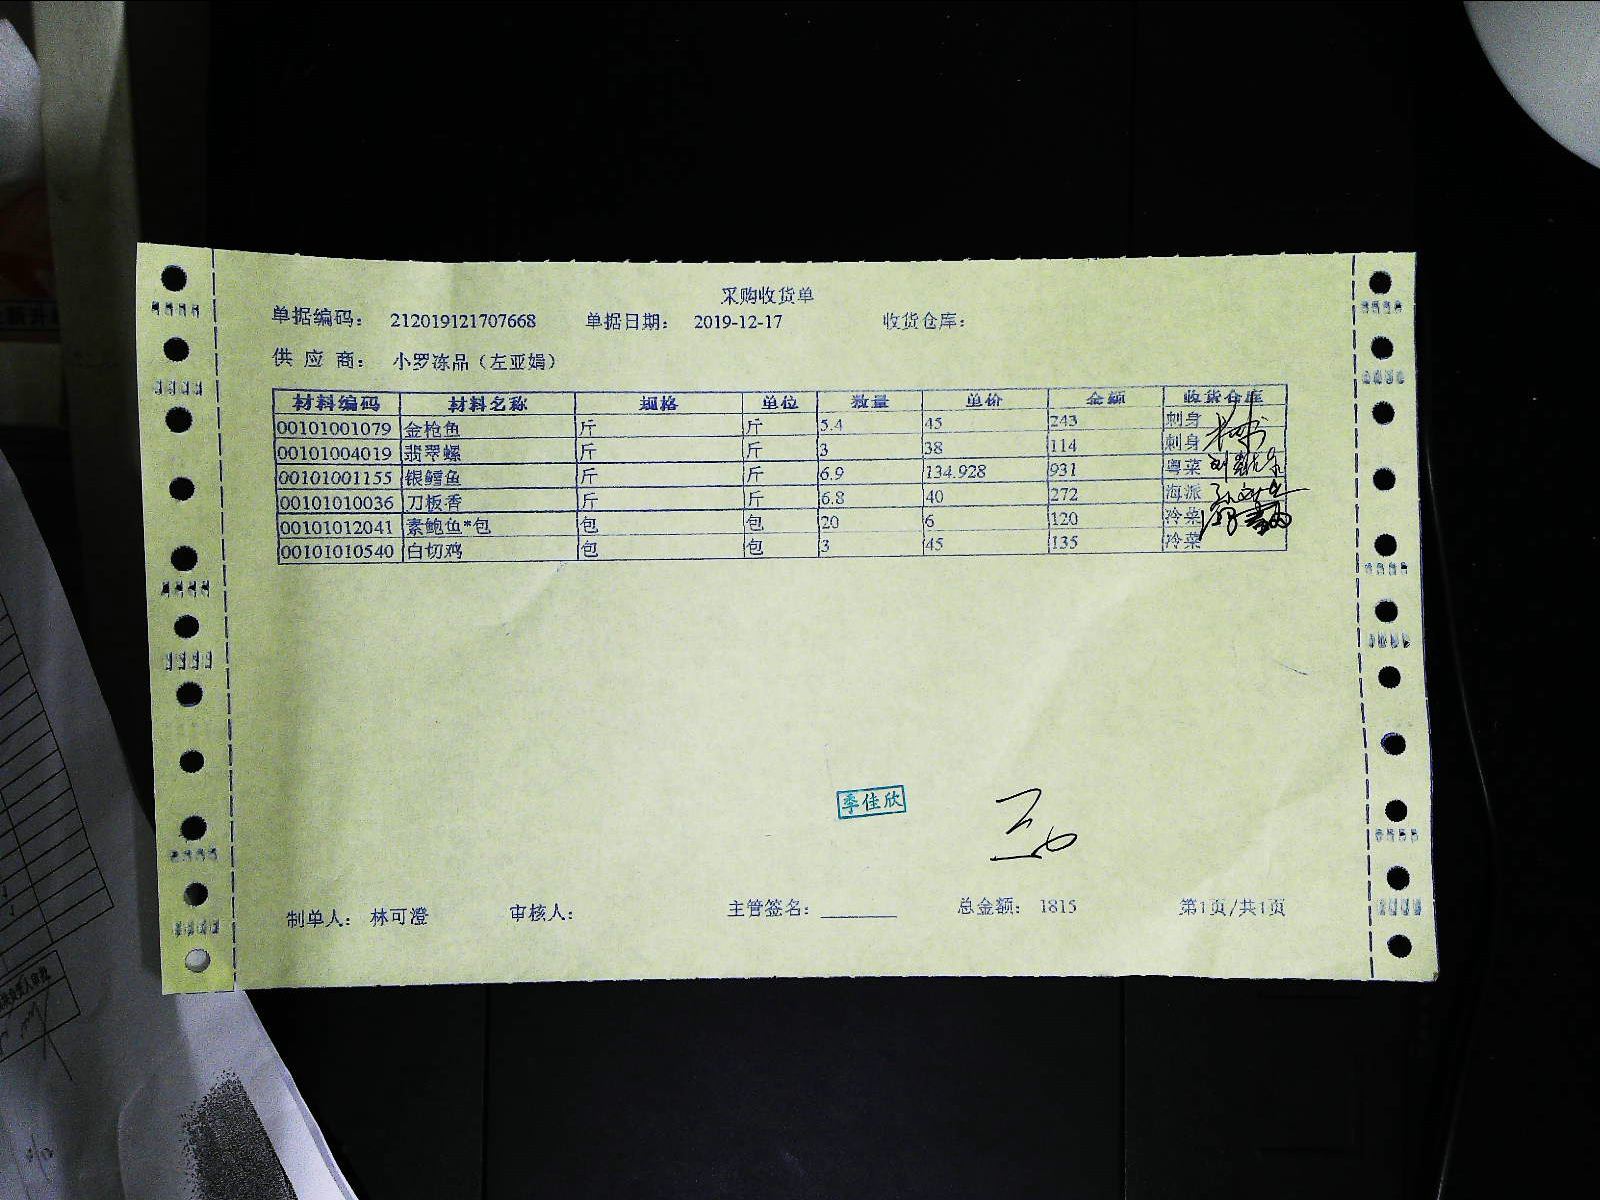 采购收货单
单据编码： 212019121707668 单据日期： 2019-12-17 收货仓库：
供 应 商： 小罗冻品（左亚娟）
材料编码 材料名称 规格 单位 数量 单价 金额 收货仓库
00101001079 金枪鱼 斤 斤 5.4 45 243 刺身
00101004019 翡翠螺 斤 斤 3 38 114 刺身
00101001155 银鳕鱼 斤 斤 6.9 134.928 931 粤菜
00101010036 刀板香 斤 斤 6.8 40 272 海派
00101012041 素鲍鱼*包 包 包 20 6 120 冷菜
00101010540 白切鸡 包 包 3 45 135 冷菜
季佳欣
制单人： 林可澄 审核人： 主管签名： 总金额： 1815 第1页/共1页